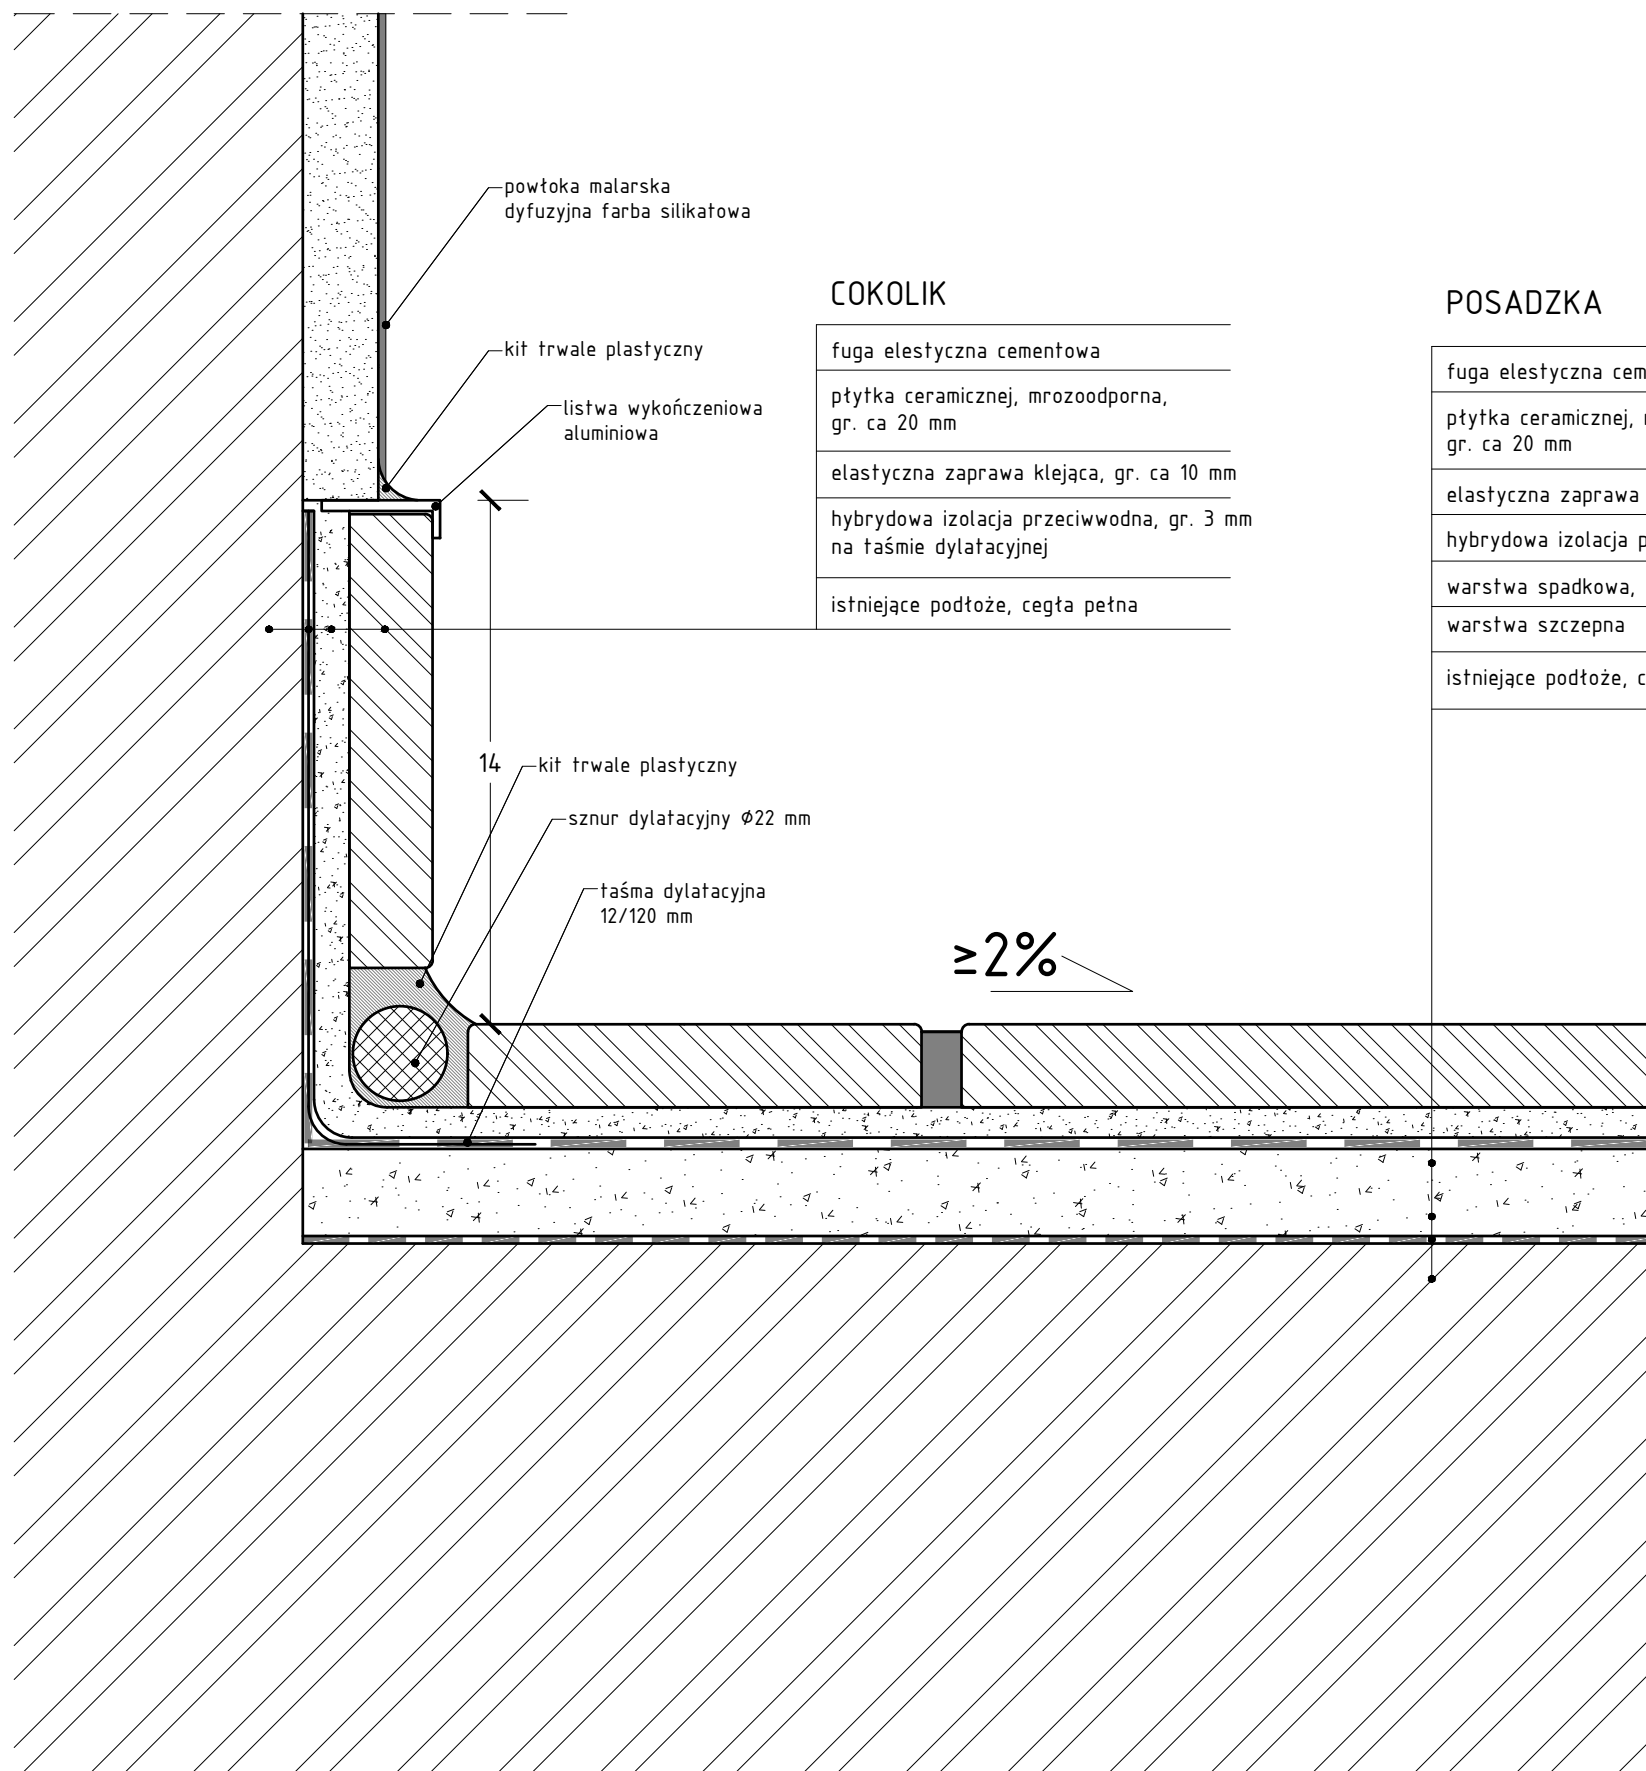 powłoka malarska
dyfuzyjna farba silikatowa
kit trwale plastyczny
listwa wykończeniowa
aluminiowa
COKOLIK
fuga elestyczna cementowa
płytka ceramicznej, mrozoodporna,
gr. ca 20 mm
elastyczna zaprawa klejąca, gr. ca 10 mm
hybrydowa izolacja przeciwwodna, gr. 3 mm
na taśmie dylatacyjnej
istniejące podłoże, cegła pełna
POSADZKA
fuga elestyczna cem
płytka ceramicznej,
gr. ca 20 mm
elastyczna zaprawa
hybrydowa izolacja p
warstwa spadkowa,
warstwa szczepna
istniejące podłoże, c
14
kit trwale plastyczny
sznur dylatacyjny Φ22 mm
taśma dylatacyjna
12/120 mm
≥2%